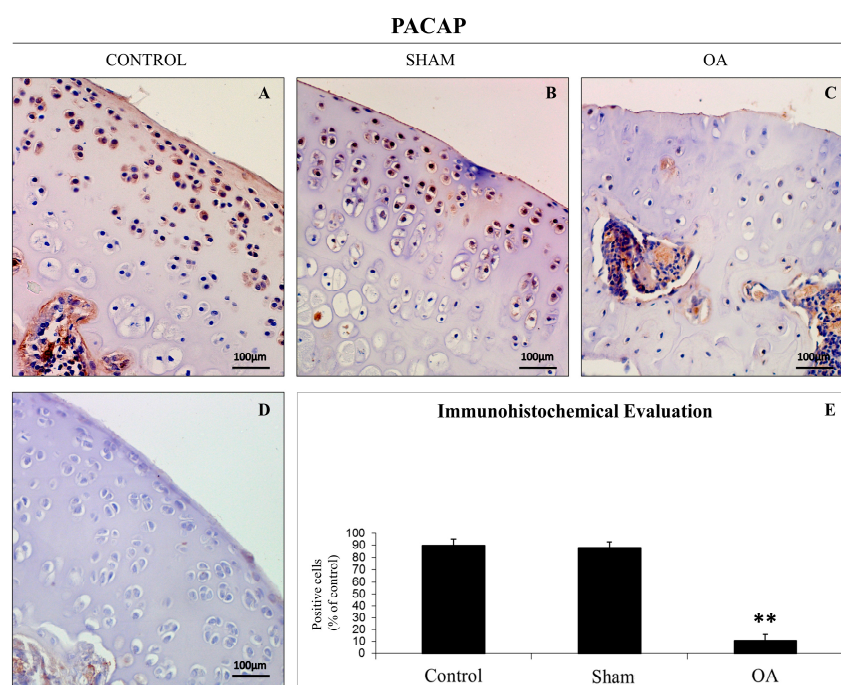 PACAP
CONTROL SHAM OA
A B C
100µm 100µm 100µm
D
100µm
Immunohistochemical Evaluation E
Positive cells
(% of control)
100
90
80
70
60
50
40
30
20
10
0
**
Control Sham OA